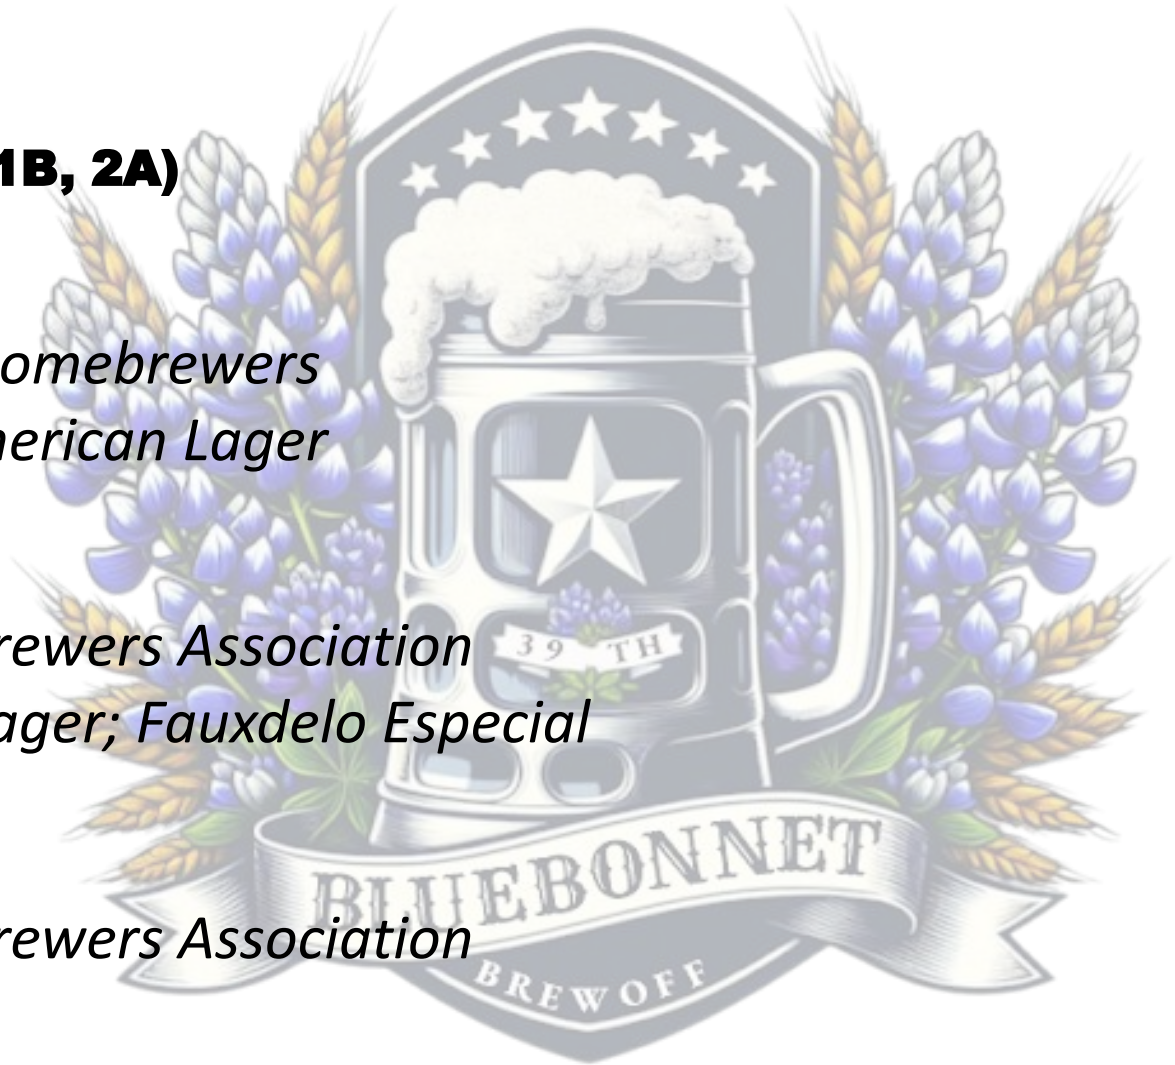 1B, 2A)
omebrewers
nerican Lager
39 TH
rewers Association
ager; Fauxdelo Especial
BLUEBONNET
rewers Association
BREWOFF